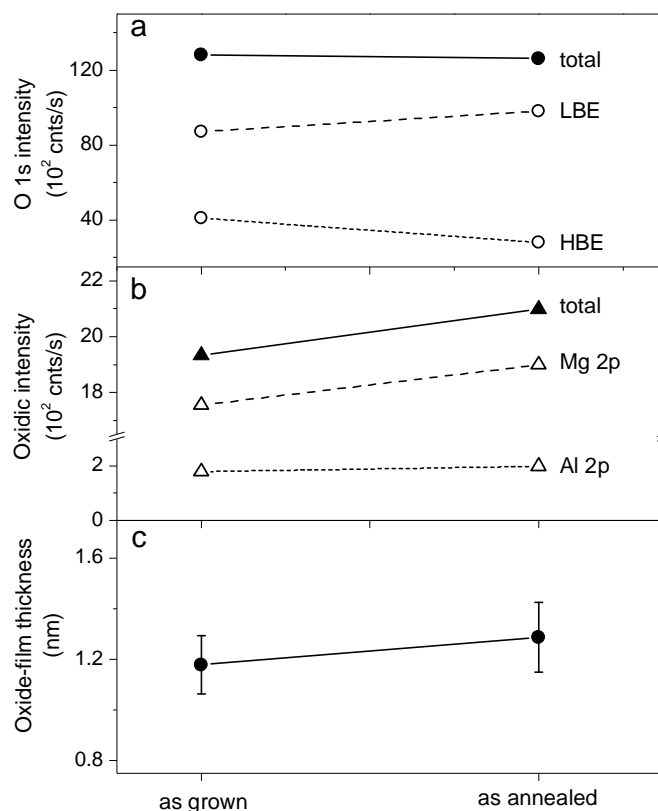 a
O 1s intensity
(10² cnts/s)
120
80
40
total
LBE
HBE
b
Oxidic intensity
(10² cnts/s)
22
20
18
2
0
total
Mg 2p
Al 2p
c
Oxide-film thickness
(nm)
1.6
1.2
0.8
as grown
as annealed